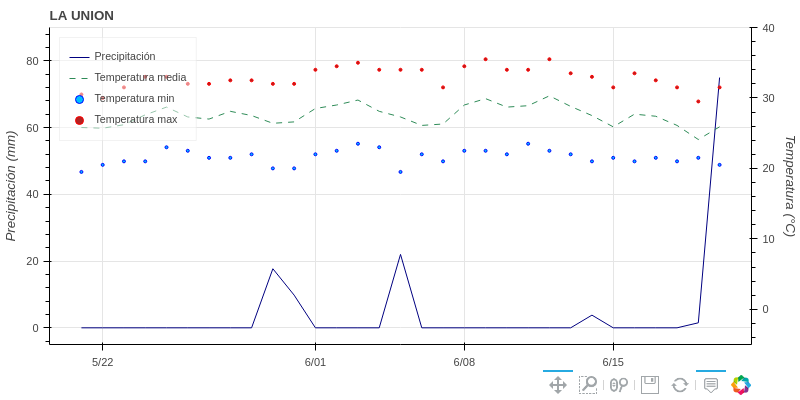 LA UNION
Precipitación
Temperatura media
Temperatura min
Temperatura max
80
60
40
20
0
Precipitación (mm)
40
30
20
10
0
Temperatura (°C)
5/22
6/01
6/08
6/15